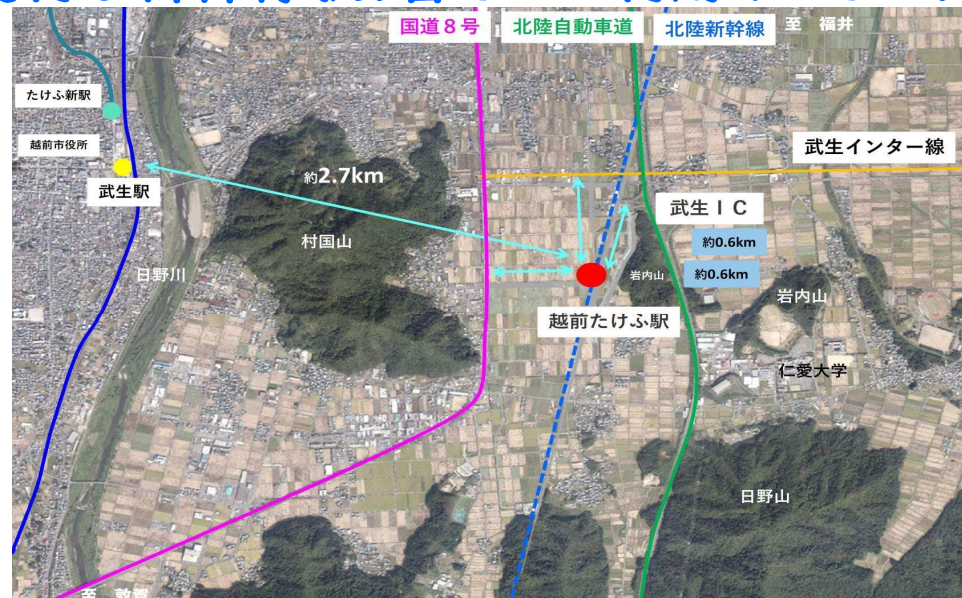 国道8号
北陸自動車道
北陸新幹線
至 福井
たけふ新駅
越前市役所
武生駅
約2.7km
村国山
日野川
武生インター線
武生IC
約0.6km
約0.6km
岩内山
岩内山
越前たけふ駅
仁愛大学
日野山
至 敦賀